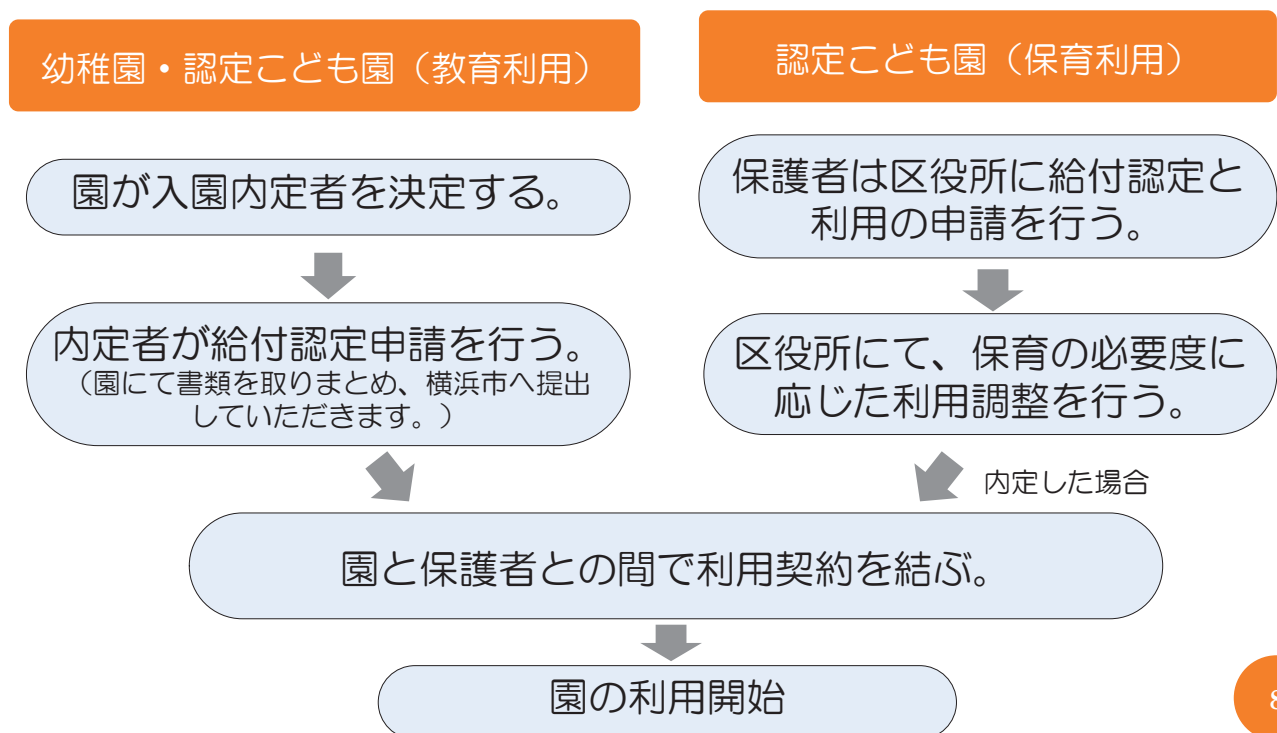 幼稚園・認定こども園（教育利用）
園が入園内定者を決定する。
内定者が給付認定申請を行う。
（園にて書類を取りまとめ、横浜市へ提出
していただきます。）
認定こども園（保育利用）
保護者は区役所に給付認定と
利用の申請を行う。
区役所にて、保育の必要度に
応じた利用調整を行う。
内定した場合
園と保護者との間で利用契約を結ぶ。
園の利用開始
8